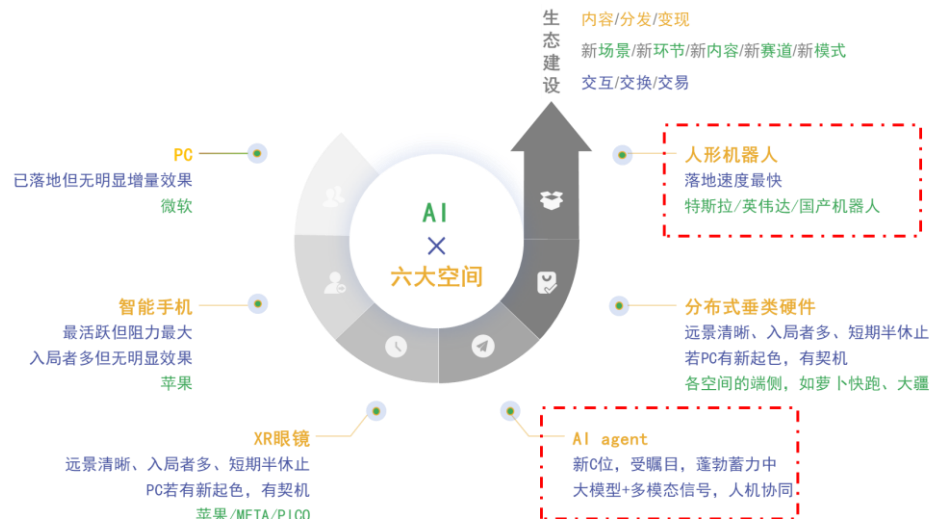 生态建设
内容/分发/变现
新场景/新环节/新内容/新赛道/新模式
交互/交换/交易
PC
已落地但无明显增量效果
微软
人形机器人
落地速度最快
特斯拉/英伟达/国产机器人
AI
×
六大空间
智能手机
最活跃但阻力最大
入局者多但无明显效果
苹果
分布式垂类硬件
远景清晰、入局者多、短期半休止
若PC有新起色，有契机
各空间的端侧，如萝卜快跑、大疆
XR眼镜
远景清晰、入局者多、短期半休止
PC若有新起色，有契机
苹果/META/PICO
AI agent
新C位，受瞩目，蓬勃蓄力中
大模型+多模态信号，人机协同